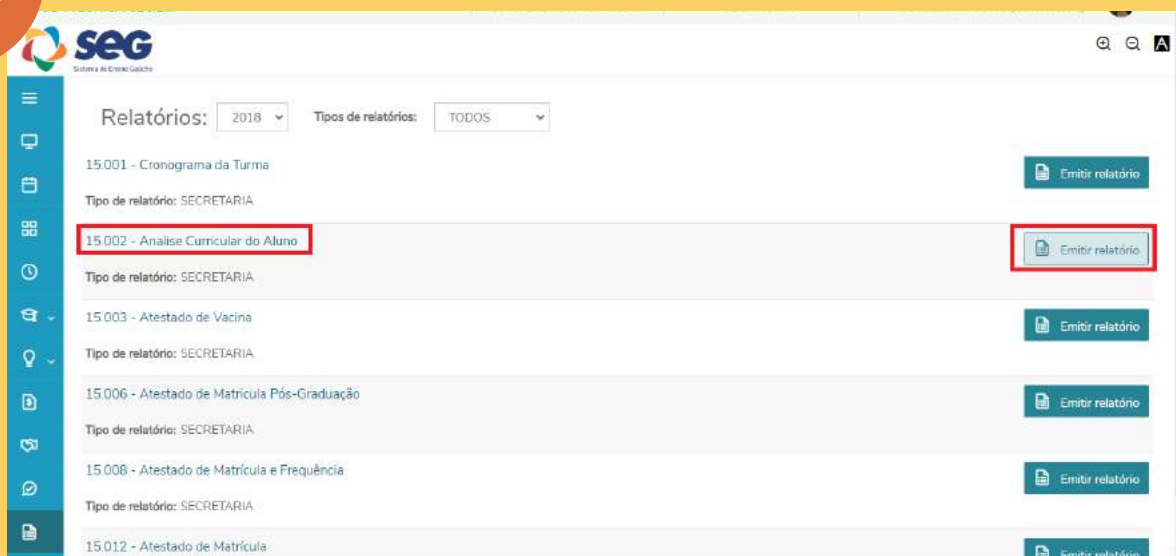 seg
Sistema de Ensino Gaúcho
A
Relatórios: 2018 Tipos de relatórios: TODOS
15.001 - Cronograma da Turma
Emitir relatório
Tipo de relatório: SECRETARIA
15.002 - Analise Curricular do Aluno
Emitir relatório
Tipo de relatório: SECRETARIA
15.003 - Atestado de Vacina
Emitir relatório
Tipo de relatório: SECRETARIA
15.006 - Atestado de Matricula Pós-Graduação
Emitir relatório
Tipo de relatório: SECRETARIA
15.008 - Atestado de Matrícula e Frequência
Emitir relatório
Tipo de relatório: SECRETARIA
15.012 - Atestado de Matrícula
Emitir relatório